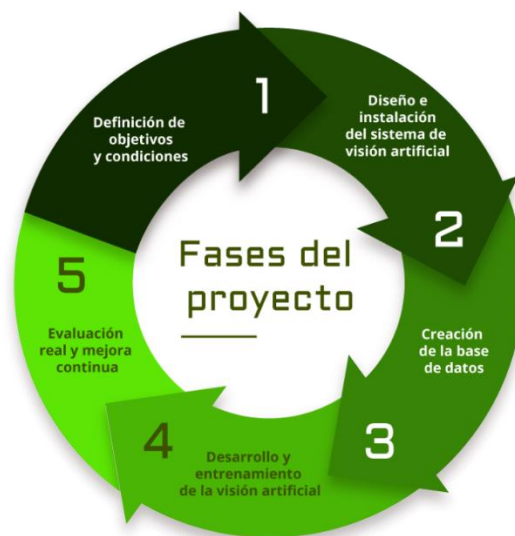 Fases del
proyecto
1
Definición de
objetivos
y condiciones
2
Diseño e
instalación
del sistema de
visión artificial
3
Creación
de la base
de datos
4
Desarrollo y
entrenamiento
de la visión artificial
5
Evaluación
real y mejora
continua